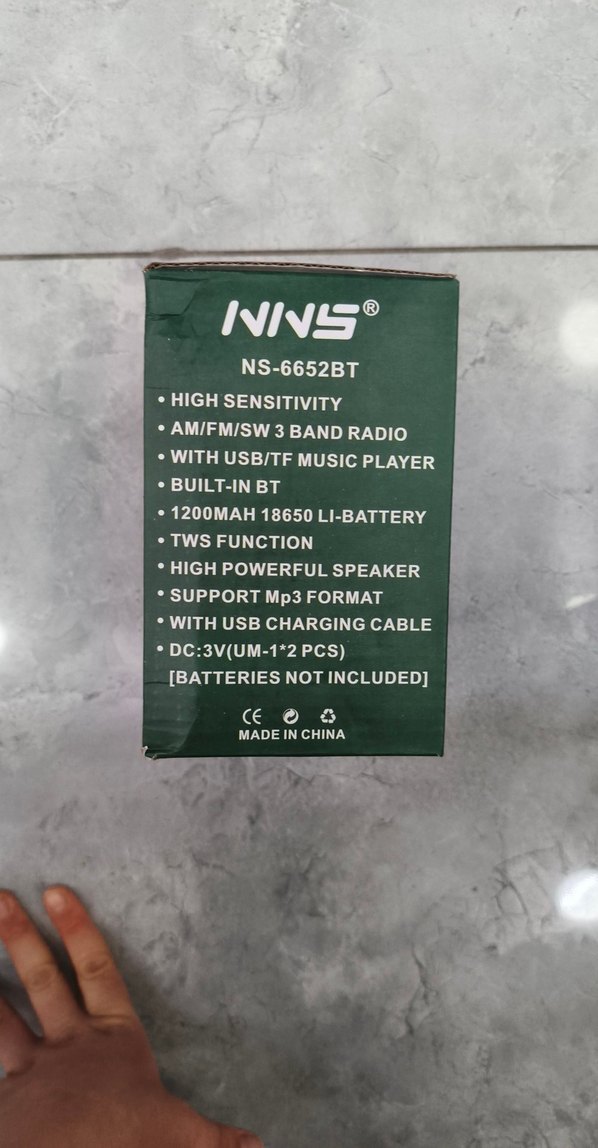 NNS®
NS-6652BT
• HIGH SENSITIVITY
• AM/FM/SW 3 BAND RADIO
• WITH USB/TF MUSIC PLAYER
• BUILT-IN BT
• 1200MAH 18650 LI-BATTERY
• TWS FUNCTION
• HIGH POWERFUL SPEAKER
• SUPPORT Mp3 FORMAT
• WITH USB CHARGING CABLE
• DC:3V(UM-1*2 PCS)
[BATTERIES NOT INCLUDED]
CE
MADE IN CHINA